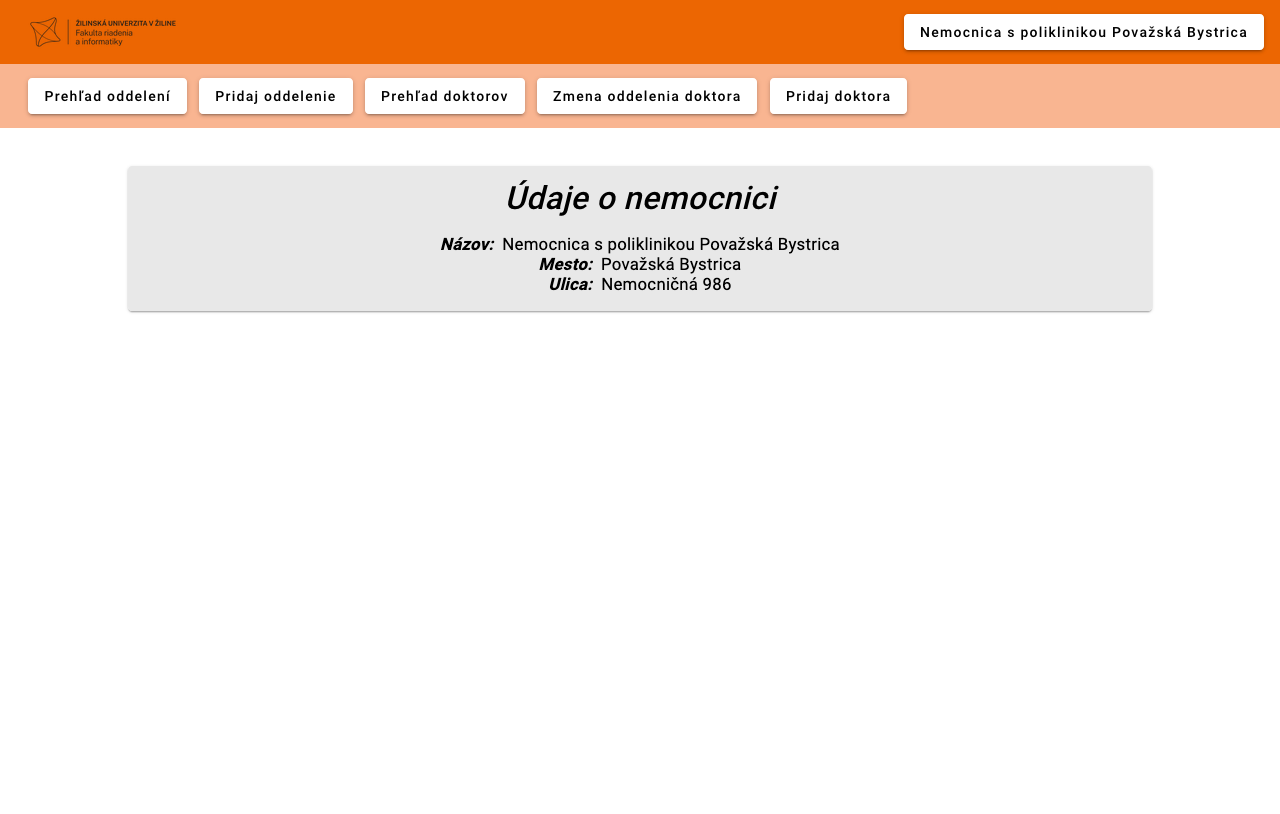 ŽILINSKÁ UNIVERZITA V ŽILINE
Fakulta riadenia
a informatiky
Nemocnica s poliklinikou Považská Bystrica
Prehľad oddelení
Pridaj oddelenie
Prehľad doktorov
Zmena oddelenia doktora
Pridaj doktora
Údaje o nemocnici
Názov: Nemocnica s poliklinikou Považská Bystrica
Mesto: Považská Bystrica
Ulica: Nemocničná 986